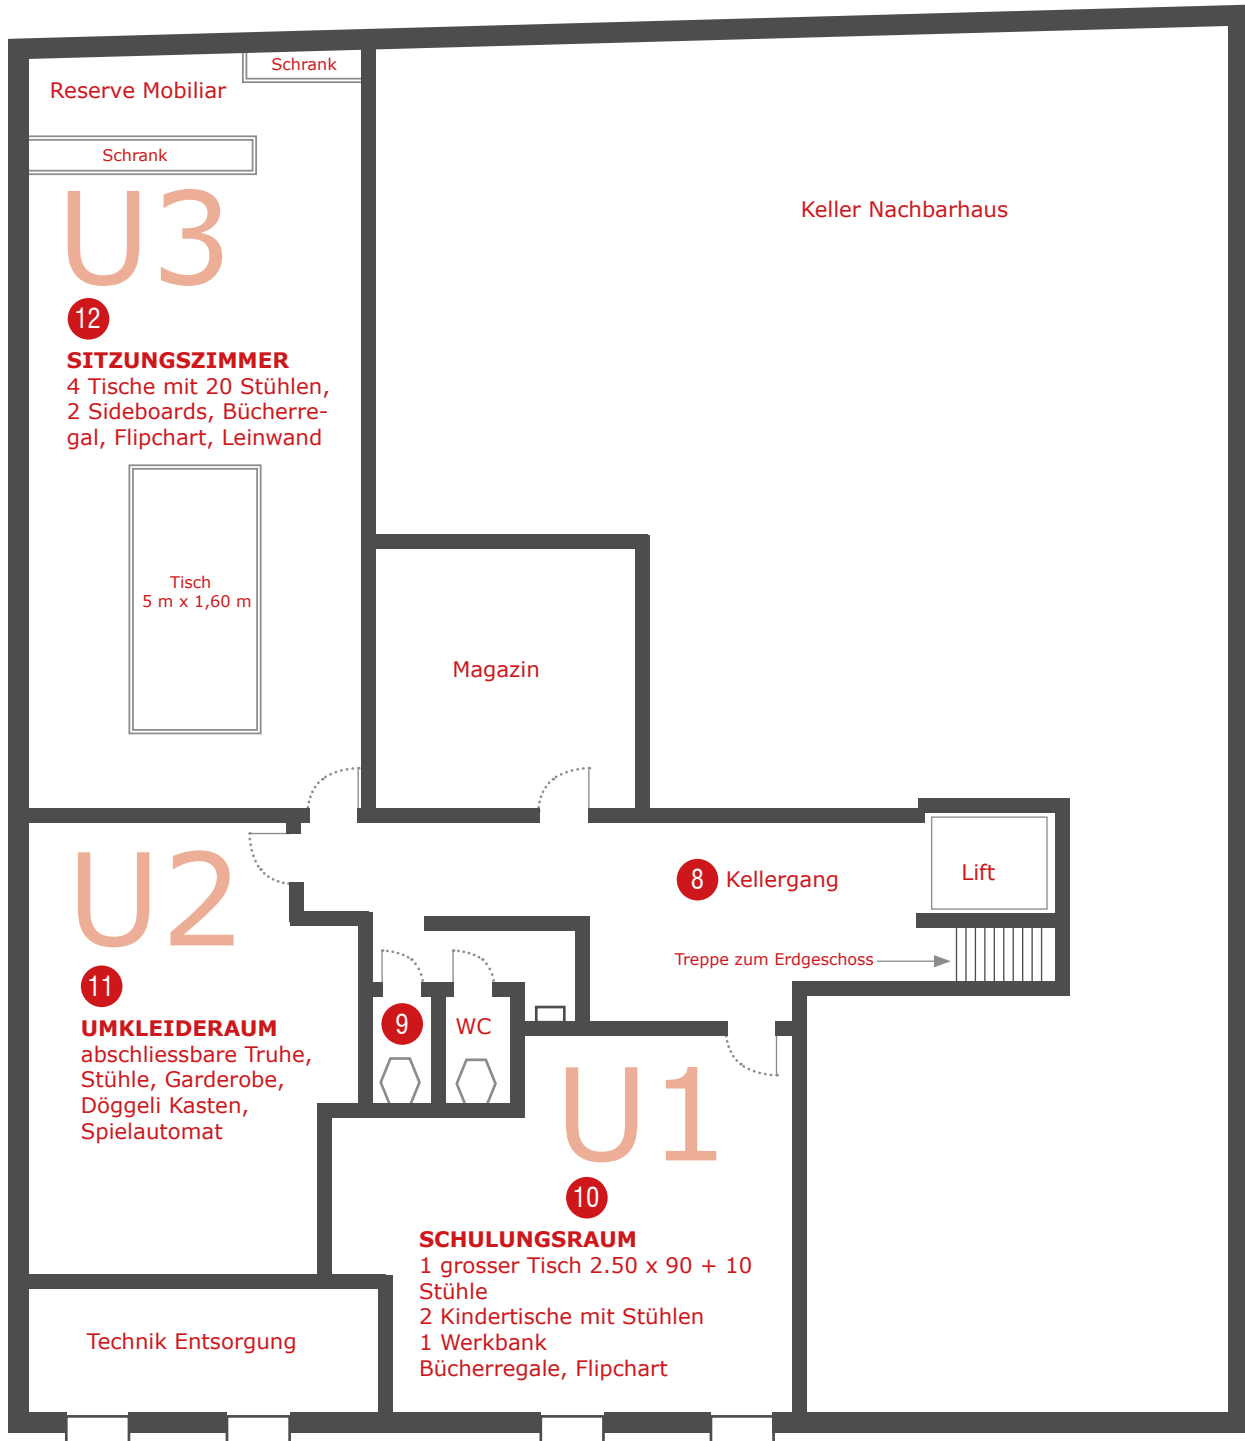 Schrank
Reserve Mobiliar
Schrank
U3
12
SITZUNGSZIMMER
4 Tische mit 20 Stühlen,
2 Sideboards, Bücherre-
gal, Flipchart, Leinwand
Tisch
5 m x 1,60 m
Keller Nachbarhaus
Magazin
8 Kellergang
Lift
Treppe zum Erdgeschoss
U2
11
UMKLEIDERAUM
abschliessbare Truhe,
Stühle, Garderobe,
Döggeli Kasten,
Spielautomat
9
WC
U1
10
SCHULUNGSRAUM
1 grosser Tisch 2.50 x 90 + 10
Stühle
2 Kindertische mit Stühlen
1 Werkbank
Bücherregale, Flipchart
Technik Entsorgung